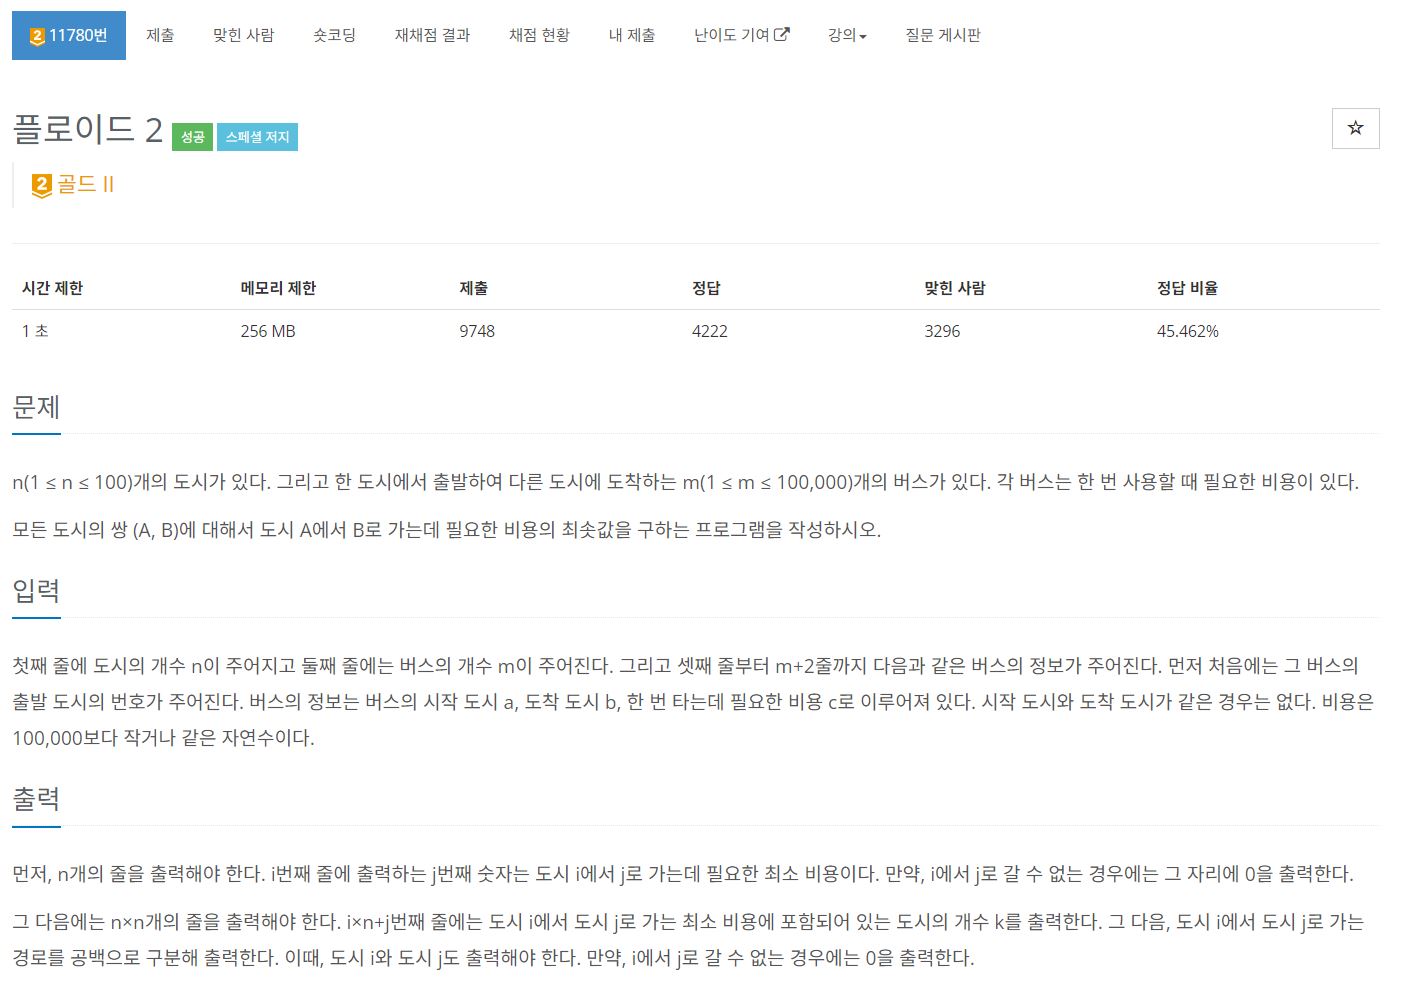 2 11780번 제출 맞힌 사람 숏코딩 재채점 결과 채점 현황 내 제출 난이도 기여 강의 질문 게시판
플로이드 2 성공 스페셜 저지
2 골드 II
시간 제한 메모리 제한 제출 정답 맞힌 사람 정답 비율
1 초 256 MB 9748 4222 3296 45.462%
문제
n(1 ≤ n ≤ 100)개의 도시가 있다. 그리고 한 도시에서 출발하여 다른 도시에 도착하는 m(1 ≤ m ≤ 100,000)개의 버스가 있다. 각 버스는 한 번 사용할 때 필요한 비용이 있다.
모든 도시의 쌍 (A, B)에 대해서 도시 A에서 B로 가는데 필요한 비용의 최솟값을 구하는 프로그램을 작성하시오.
입력
첫째 줄에 도시의 개수 n이 주어지고 둘째 줄에는 버스의 개수 m이 주어진다. 그리고 셋째 줄부터 m+2줄까지 다음과 같은 버스의 정보가 주어진다. 먼저 처음에는 그 버스의
출발 도시의 번호가 주어진다. 버스의 정보는 버스의 시작 도시 a, 도착 도시 b, 한 번 타는데 필요한 비용 c로 이루어져 있다. 시작 도시와 도착 도시가 같은 경우는 없다. 비용은
100,000보다 작거나 같은 자연수이다.
출력
먼저, n개의 줄을 출력해야 한다. i번째 줄에 출력하는 j번째 숫자는 도시 i에서 j로 가는데 필요한 최소 비용이다. 만약, i에서 j로 갈 수 없는 경우에는 그 자리에 0을 출력한다.
그 다음에는 n×n개의 줄을 출력해야 한다. i×n+j번째 줄에는 도시 i에서 도시 j로 가는 최소 비용에 포함되어 있는 도시의 개수 k를 출력한다. 그 다음, 도시 i에서 도시 j로 가는
경로를 공백으로 구분해 출력한다. 이때, 도시 i와 도시 j도 출력해야 한다. 만약, i에서 j로 갈 수 없는 경우에는 0을 출력한다.